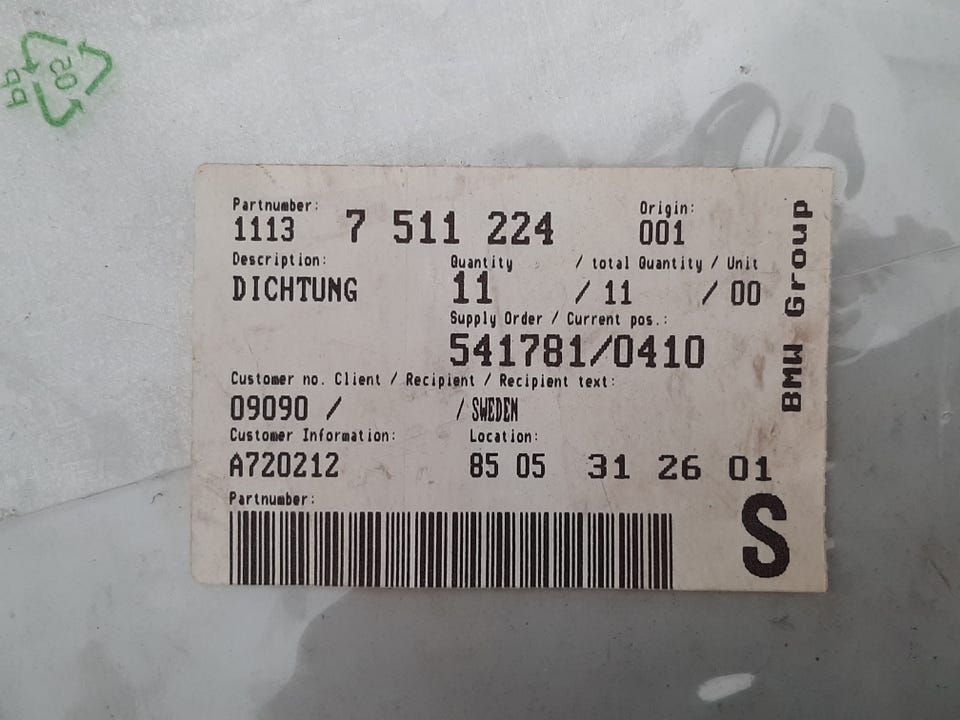 05
PP
Partnumber: Origin:
1113 7 511 224 001
Description: Quantity / total Quantity / Unit
DICHTUNG 11 / 11 / 00
Supply Order / Current pos.:
541781/0410
Customer no. Client / Recipient / Recipient text:
09090 / / SWEDEN
Customer Information: Location:
A720212 85 05 31 26 01
Partnumber:
S
BMW Group